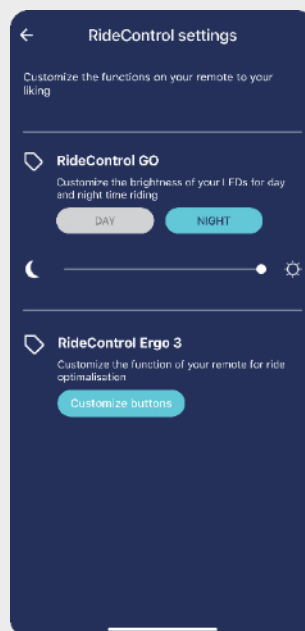 RideControl settings
Customize the functions on your remote to your
liking
RideControl GO
Customize the brightness of your LEDs for day
and night time riding
DAY
NIGHT
RideControl Ergo 3
Customize the function of your remote for ride
optimalisation
Customize buttons